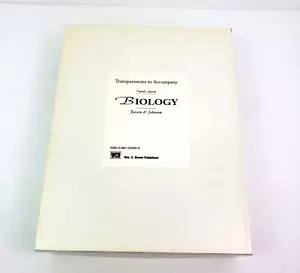 Transparencies to Accompany
BIOLOGY
Raven & Johnson
Wm. C. Brown Publishers